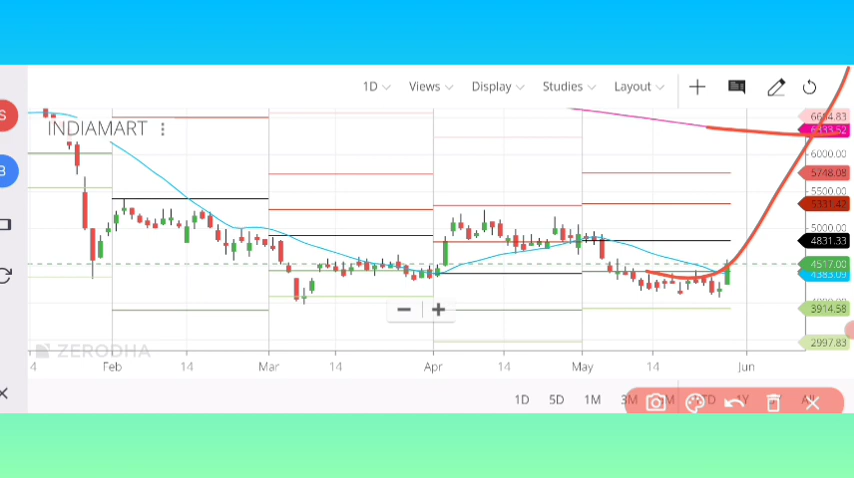 1D Views Display Studies Layout
INDIAMART
6333.52
6000.00
5748.08
5500.00
5331.42
5000.00
4831.33
4517.00
4383.09
3914.58
2997.83
ZERODHA
4 Feb 14 Mar 14 Apr 14 May 14 Jun
1D 5D 1M 3M